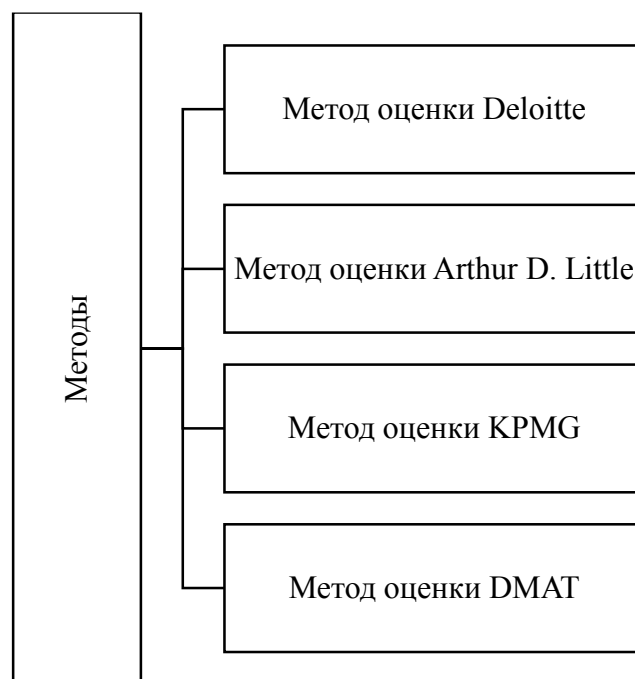 Методы
Метод оценки Deloitte
Метод оценки Arthur D. Little
Метод оценки KPMG
Метод оценки DMAT